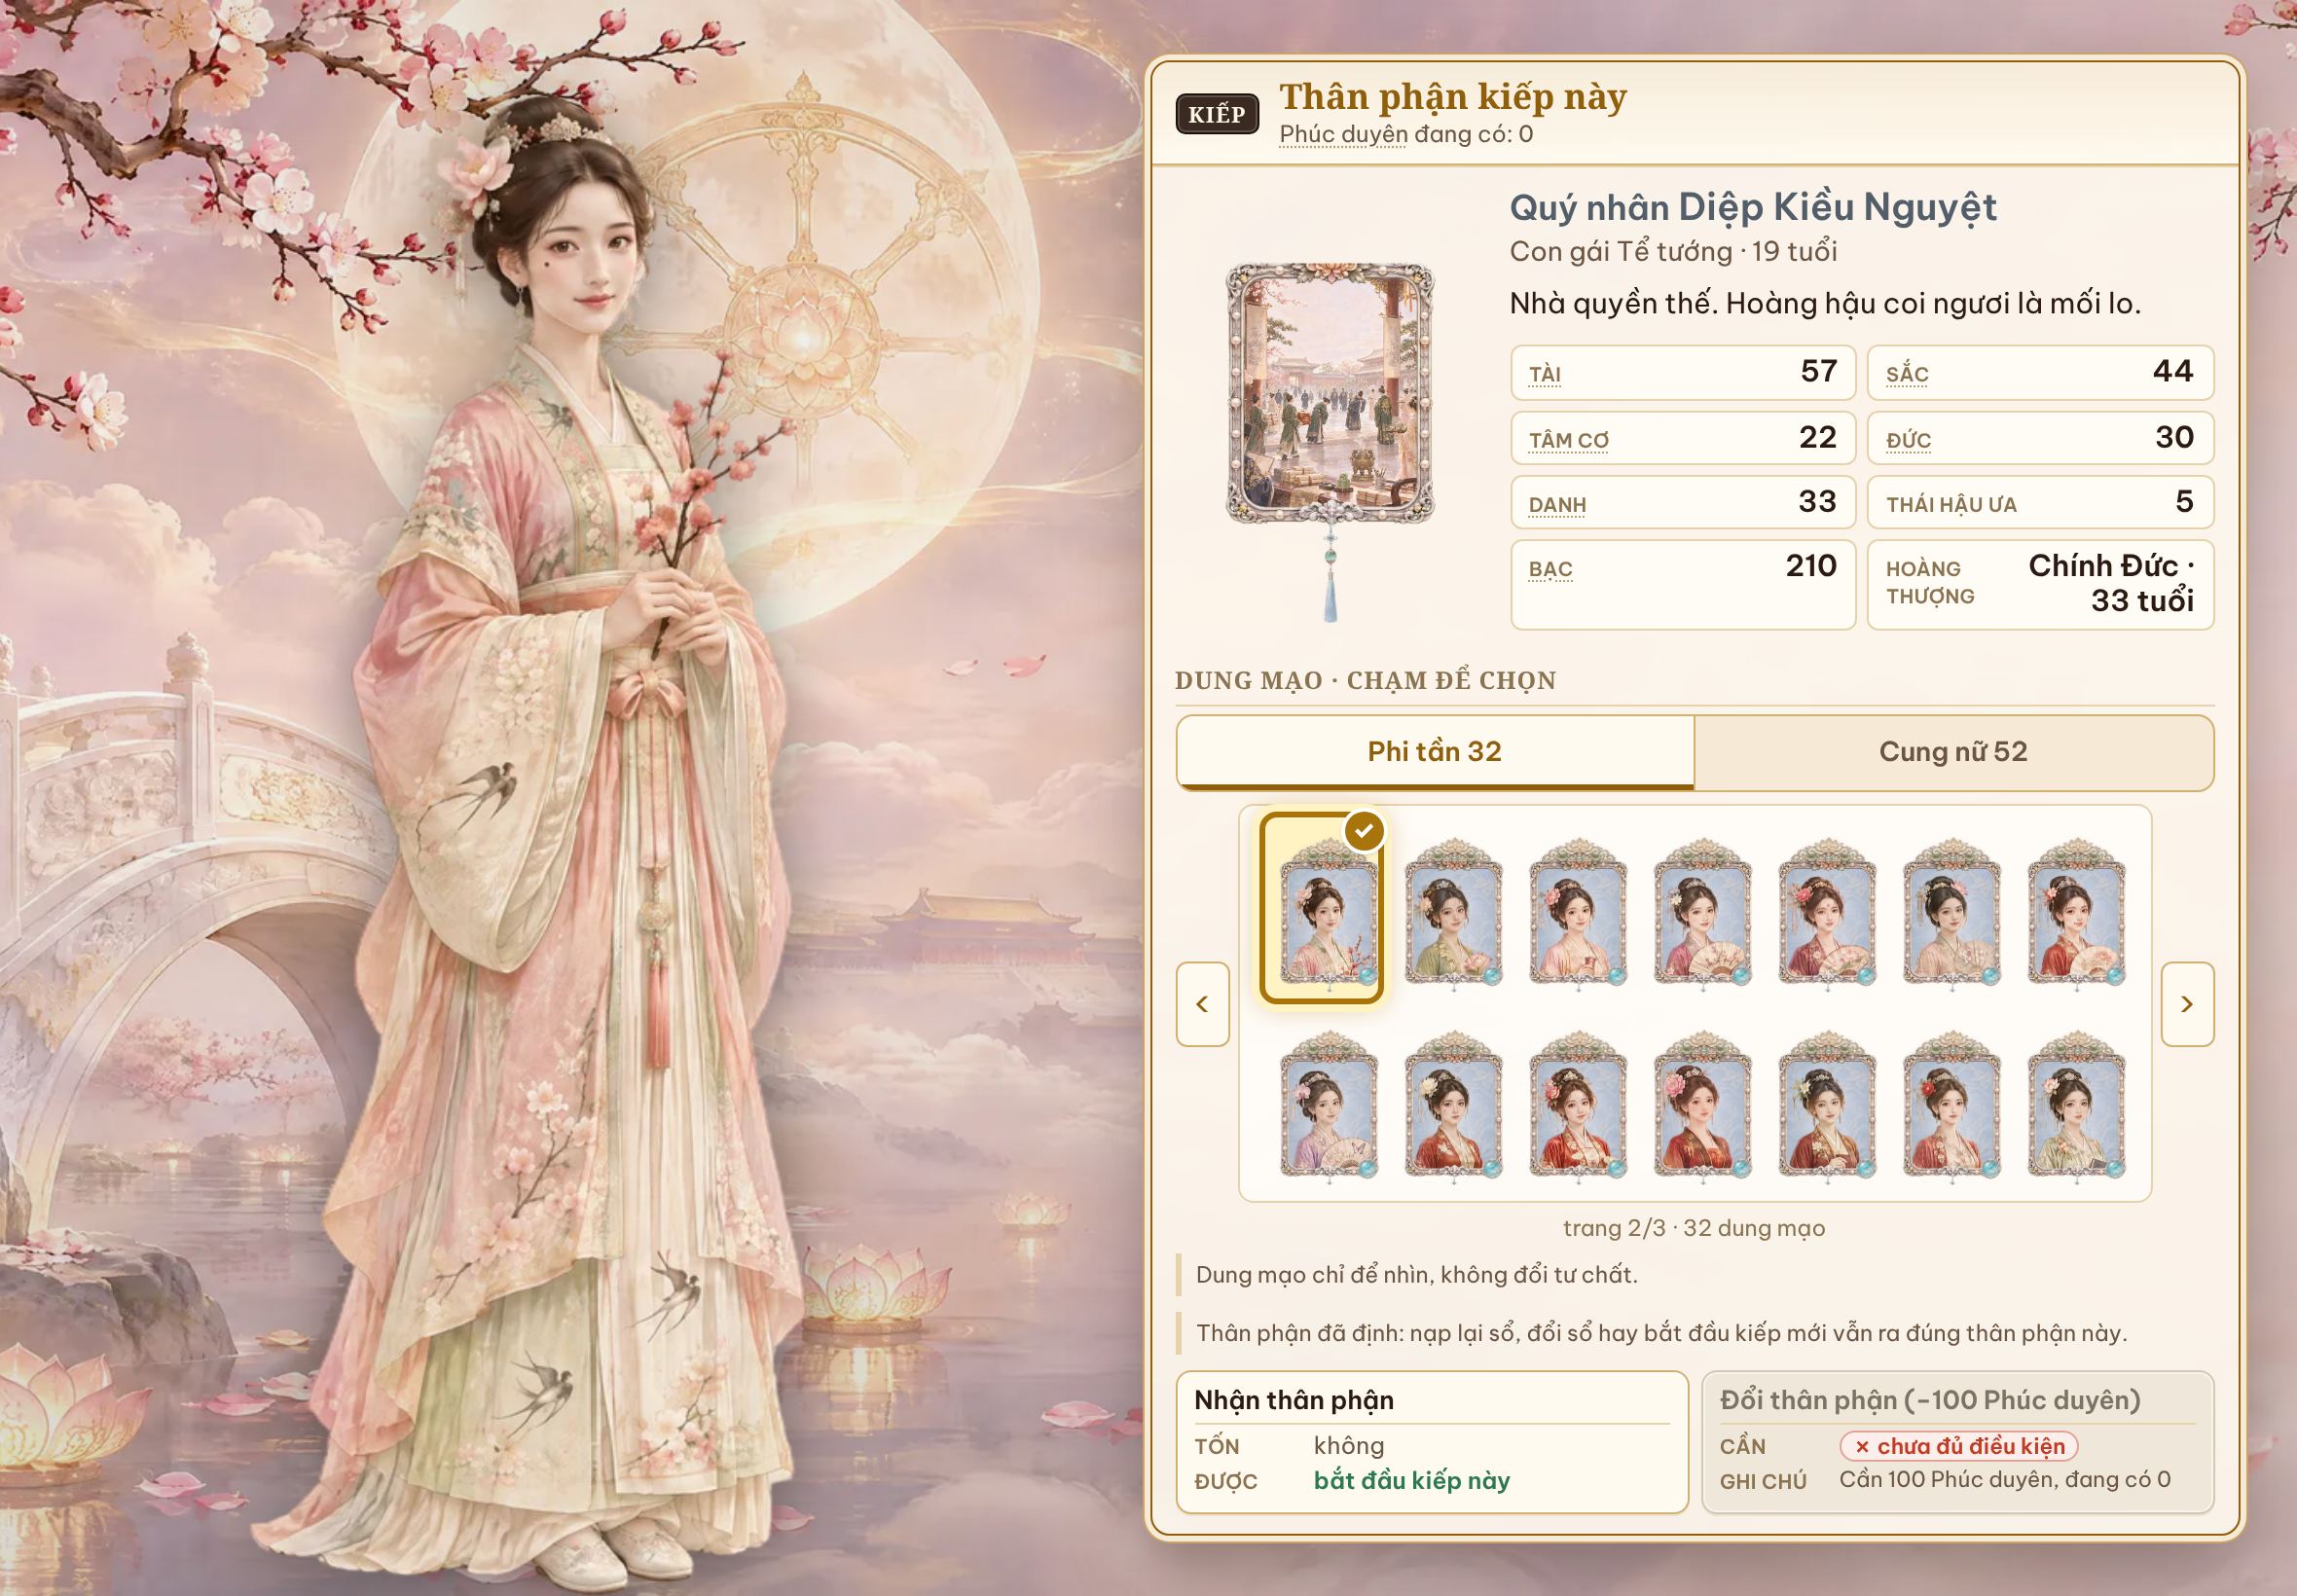 KIẾP
Thân phận kiếp này
Phúc duyên đang có: 0
Quý nhân Diệp Kiều Nguyệt
Con gái Tể tướng · 19 tuổi
Nhà quyền thế. Hoàng hậu coi ngươi là mối lo.
TÀI 57
SẮC 44
TÂM CƠ 22
ĐỨC 30
DANH 33
THÁI HẬU ƯA 5
BẠC 210
HOÀNG THƯỢNG
Chính Đức ·
33 tuổi
DUNG MẠO · CHẠM ĐỂ CHỌN
Phi tần 32
Cung nữ 52
trang 2/3 · 32 dung mạo
Dung mạo chỉ để nhìn, không đổi tư chất.
Thân phận đã định: nạp lại sổ, đổi sổ hay bắt đầu kiếp mới vẫn ra đúng thân phận này.
Nhận thân phận
TỐN không
ĐƯỢC bắt đầu kiếp này
Đổi thân phận (−100 Phúc duyên)
CẦN × chưa đủ điều kiện
GHI CHÚ Cần 100 Phúc duyên, đang có 0